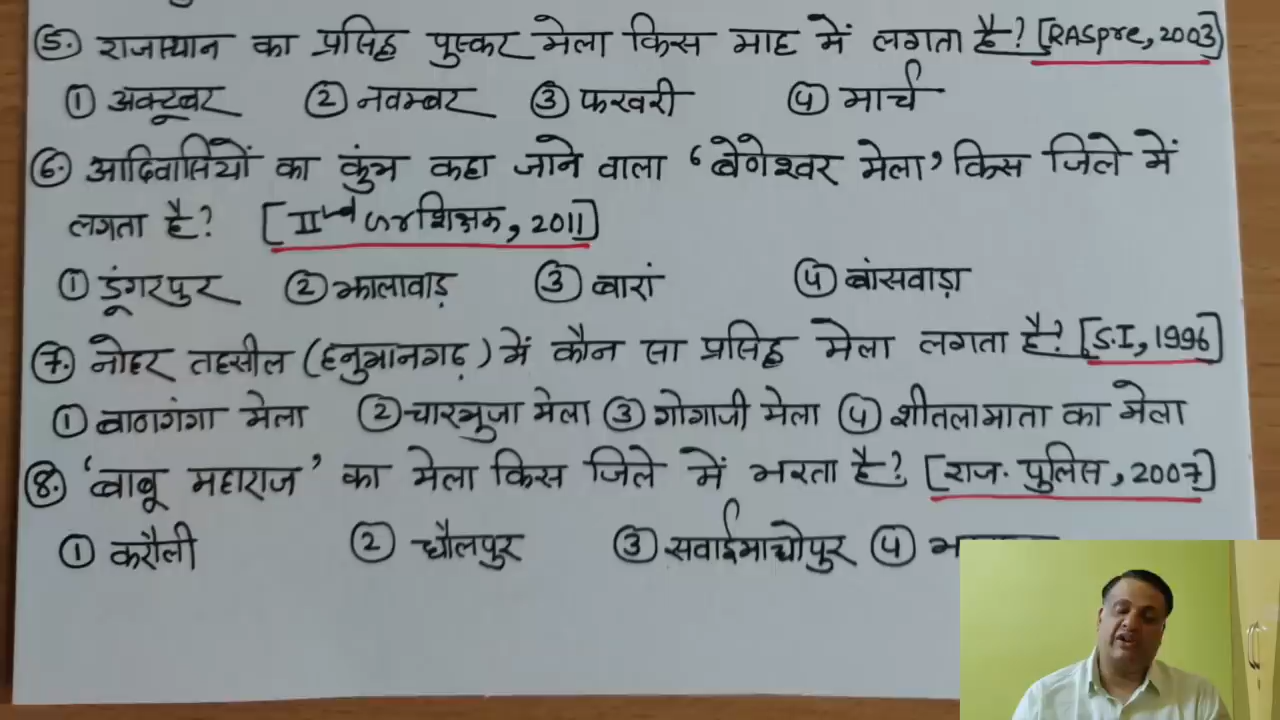 5. राजस्थान का प्रसिद्ध पुष्कर मेला किस माह में लगता है? [RASpre, 2003]
① अक्टूबर ② नवम्बर ③ फरवरी ④ मार्च
6. आदिवासियों का कुंभ कहा जाने वाला ‘बेणेश्वर मेला’ किस जिले में
लगता है? [IInd Gr शिक्षक, 2011]
① डूंगरपुर ② झालावाड़ ③ बारां ④ बांसवाड़ा
7. नोहर तहसील (हनुमानगढ़) में कौन सा प्रसिद्ध मेला लगता है? [S.I, 1996]
① बाणगंगा मेला ② चारभुजा मेला ③ गोगाजी मेला ④ शीतलामाता का मेला
8. ‘बाबू महाराज’ का मेला किस जिले में भरता है? [राज. पुलिस, 2007]
① करौली ② धौलपुर ③ सवाईमाधोपुर ④